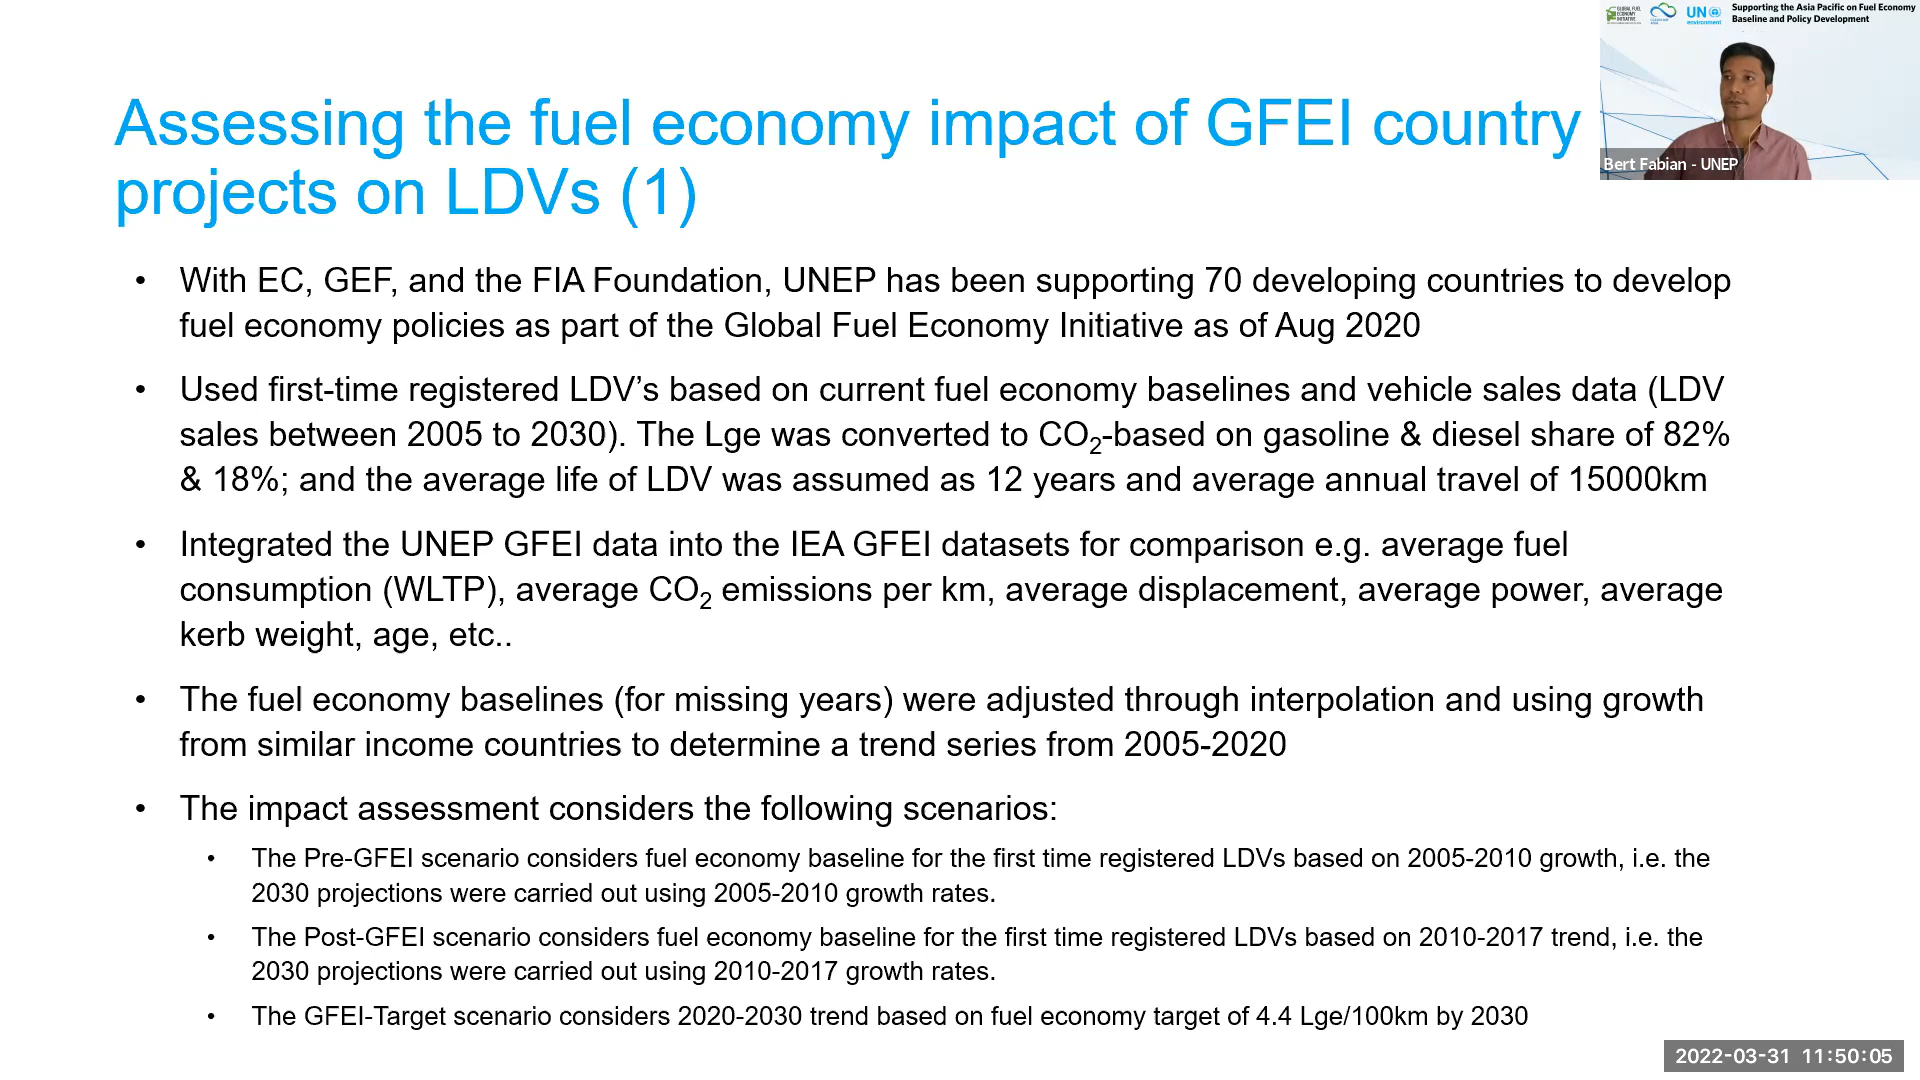 GLOBAL FUEL
ECONOMY
INITIATIVE
UN
environment
Supporting the Asia Pacific on Fuel Economy
Baseline and Policy Development
Bert Fabian - UNEP
Assessing the fuel economy impact of GFEI country
projects on LDVs (1)
• With EC, GEF, and the FIA Foundation, UNEP has been supporting 70 developing countries to develop
fuel economy policies as part of the Global Fuel Economy Initiative as of Aug 2020
• Used first-time registered LDV’s based on current fuel economy baselines and vehicle sales data (LDV
sales between 2005 to 2030). The Lge was converted to CO2-based on gasoline & diesel share of 82%
& 18%; and the average life of LDV was assumed as 12 years and average annual travel of 15000km
• Integrated the UNEP GFEI data into the IEA GFEI datasets for comparison e.g. average fuel
consumption (WLTP), average CO2 emissions per km, average displacement, average power, average
kerb weight, age, etc..
• The fuel economy baselines (for missing years) were adjusted through interpolation and using growth
from similar income countries to determine a trend series from 2005-2020
• The impact assessment considers the following scenarios:
• The Pre-GFEI scenario considers fuel economy baseline for the first time registered LDVs based on 2005-2010 growth, i.e. the
2030 projections were carried out using 2005-2010 growth rates.
• The Post-GFEI scenario considers fuel economy baseline for the first time registered LDVs based on 2010-2017 trend, i.e. the
2030 projections were carried out using 2010-2017 growth rates.
• The GFEI-Target scenario considers 2020-2030 trend based on fuel economy target of 4.4 Lge/100km by 2030
2022-03-31 11:50:05